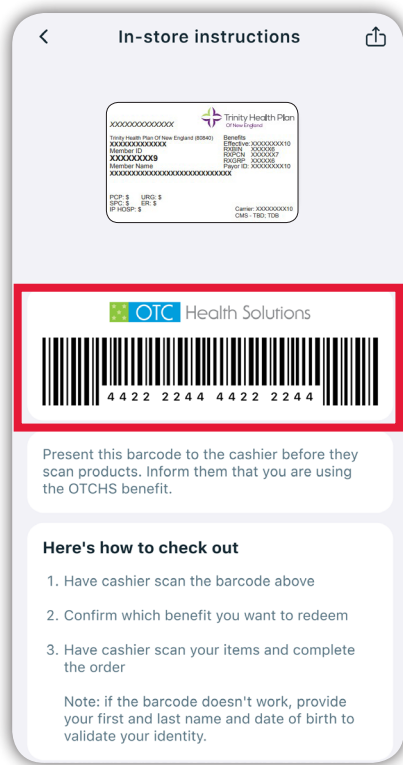 In-store instructions
XXXXXXXXXXXXX
Trinity Health Plan
Of New England
Trinity Health Plan Of New England (80840)
XXXXXXXXXXXXX
Member ID
XXXXXXXX9
Member Name
XXXXXXXXXXXXXXXXXXXXXXXXXXX
Benefits
Effective: XXXXXXXX10
RXBIN XXXXX6
RXPCN XXXXXX7
RXGRP XXXXX6
Payor ID: XXXXXXXX10
PCP: $ URG: $
SPC: $ ER: $
IP HOSP: $
Carrier: XXXXXXXX10
CMS - TBD; TDB
OTC Health Solutions
4422 2244 4422 2244
Present this barcode to the cashier before they
scan products. Inform them that you are using
the OTCHS benefit.
Here's how to check out
1. Have cashier scan the barcode above
2. Confirm which benefit you want to redeem
3. Have cashier scan your items and complete
the order
Note: if the barcode doesn't work, provide
your first and last name and date of birth to
validate your identity.